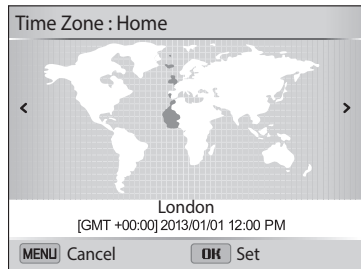 Time Zone : Home
London
[GMT +00:00] 2013/01/01 12:00 PM
MENU Cancel OK Set